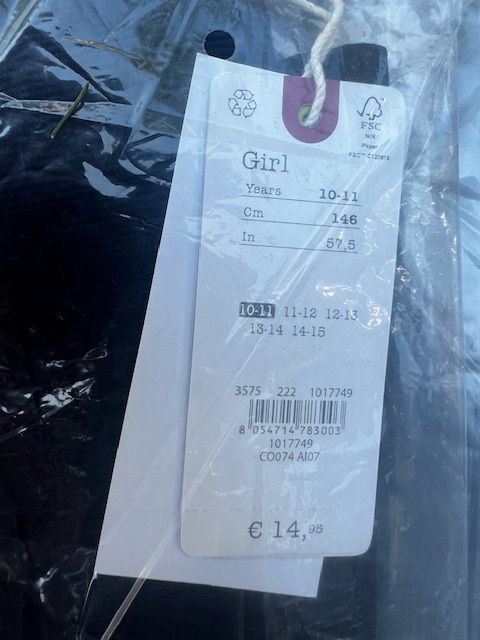 FSC
MIX
Paper
Girl
Years 10-11
Cm 146
In 57,5
10-11 11-12 12-13
13-14 14-15
3575 222 1017749
8 054714 783003
1017749
CO074 AI07
€ 14,95